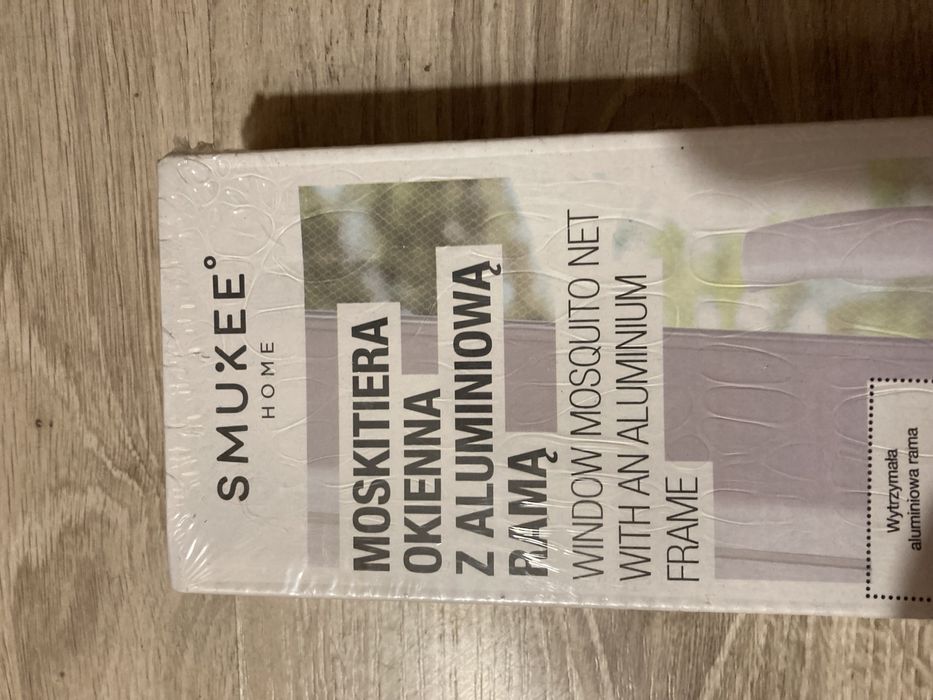 SMUKEE°
HOME
MOSKITIERA
OKIENNA
Z ALUMINIOWĄ
RAMĄ
WINDOW MOSQUITO NET
WITH AN ALUMINIUM
FRAME
Wytrzymała
aluminiowa rama